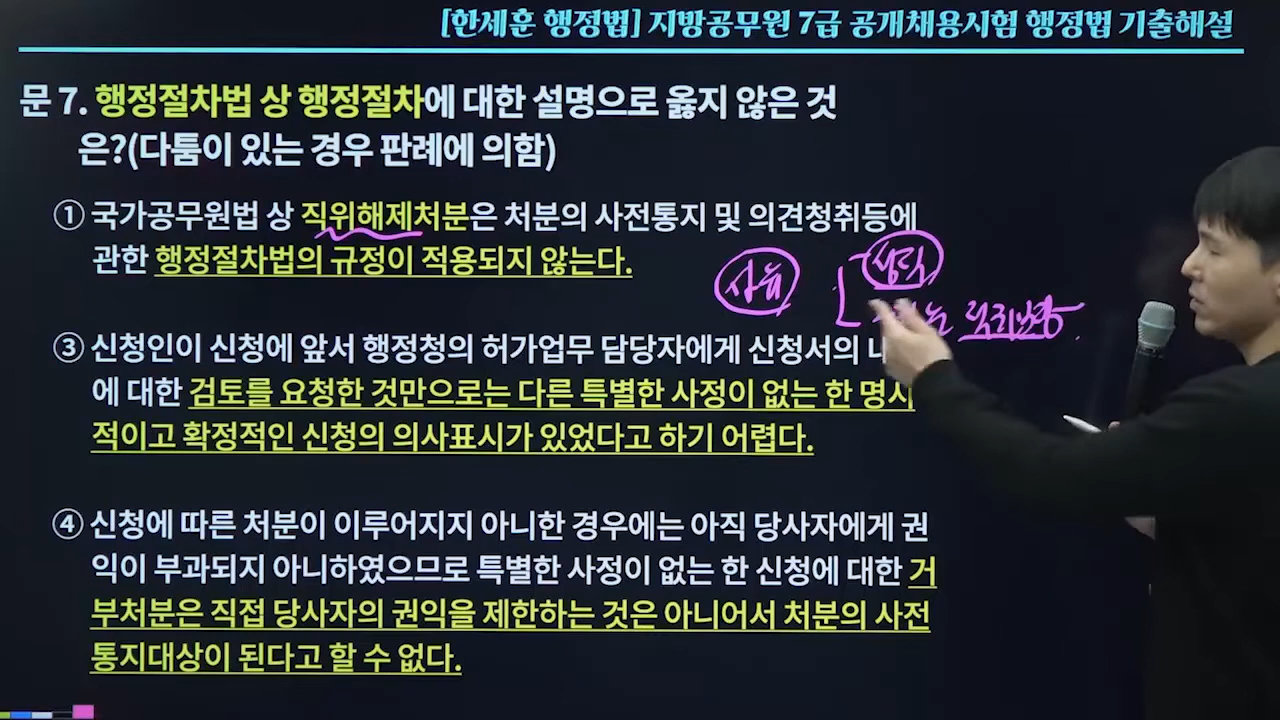 [한세훈 행정법] 지방공무원 7급 공개채용시험 행정법 기출해설
문 7. 행정절차법 상 행정절차에 대한 설명으로 옳지 않은 것
은?(다툼이 있는 경우 판례에 의함)
① 국가공무원법 상 직위해제처분은 처분의 사전통지 및 의견청취등에
관한 행정절차법의 규정이 적용되지 않는다.
③ 신청인이 신청에 앞서 행정청의 허가업무 담당자에게 신청서의 내
에 대한 검토를 요청한 것만으로는 다른 특별한 사정이 없는 한 명시
적이고 확정적인 신청의 의사표시가 있었다고 하기 어렵다.
④ 신청에 따른 처분이 이루어지지 아니한 경우에는 아직 당사자에게 권
익이 부과되지 아니하였으므로 특별한 사정이 없는 한 신청에 대한 거
부처분은 직접 당사자의 권익을 제한하는 것은 아니어서 처분의 사전
통지대상이 된다고 할 수 없다.